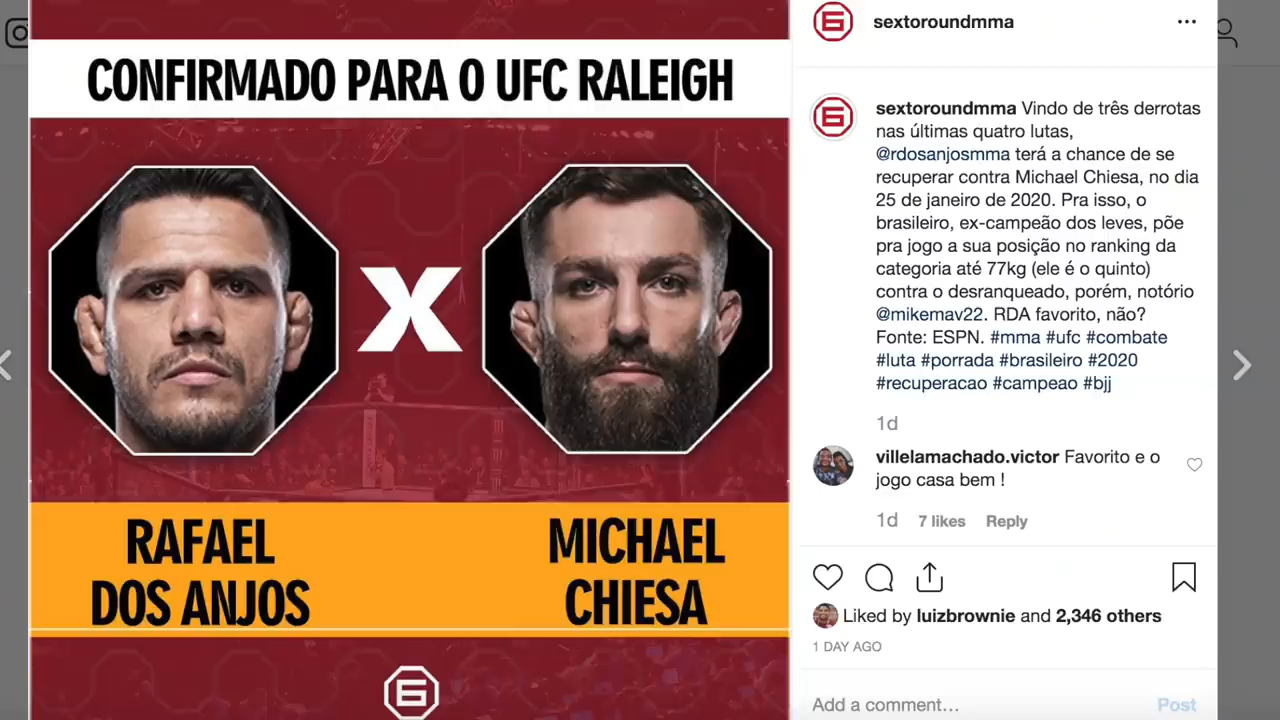 CONFIRMADO PARA O UFC RALEIGH
X
RAFAEL
DOS ANJOS
MICHAEL
CHIESA
6
6 sextoroundmma ...
6
sextoroundmma Vindo de três derrotas
nas últimas quatro lutas,
@rdosanjosmma terá a chance de se
recuperar contra Michael Chiesa, no dia
25 de janeiro de 2020. Pra isso, o
brasileiro, ex-campeão dos leves, põe
pra jogo a sua posição no ranking da
categoria até 77kg (ele é o quinto)
contra o desranqueado, porém, notório
@mikemav22. RDA favorito, não?
Fonte: ESPN. #mma #ufc #combate
#luta #porrada #brasileiro #2020
#recuperacao #campeao #bjj
1d
villelamachado.victor Favorito e o
jogo casa bem !
1d 7 likes Reply
Liked by luizbrownie and 2,346 others
1 DAY AGO
Add a comment… Post